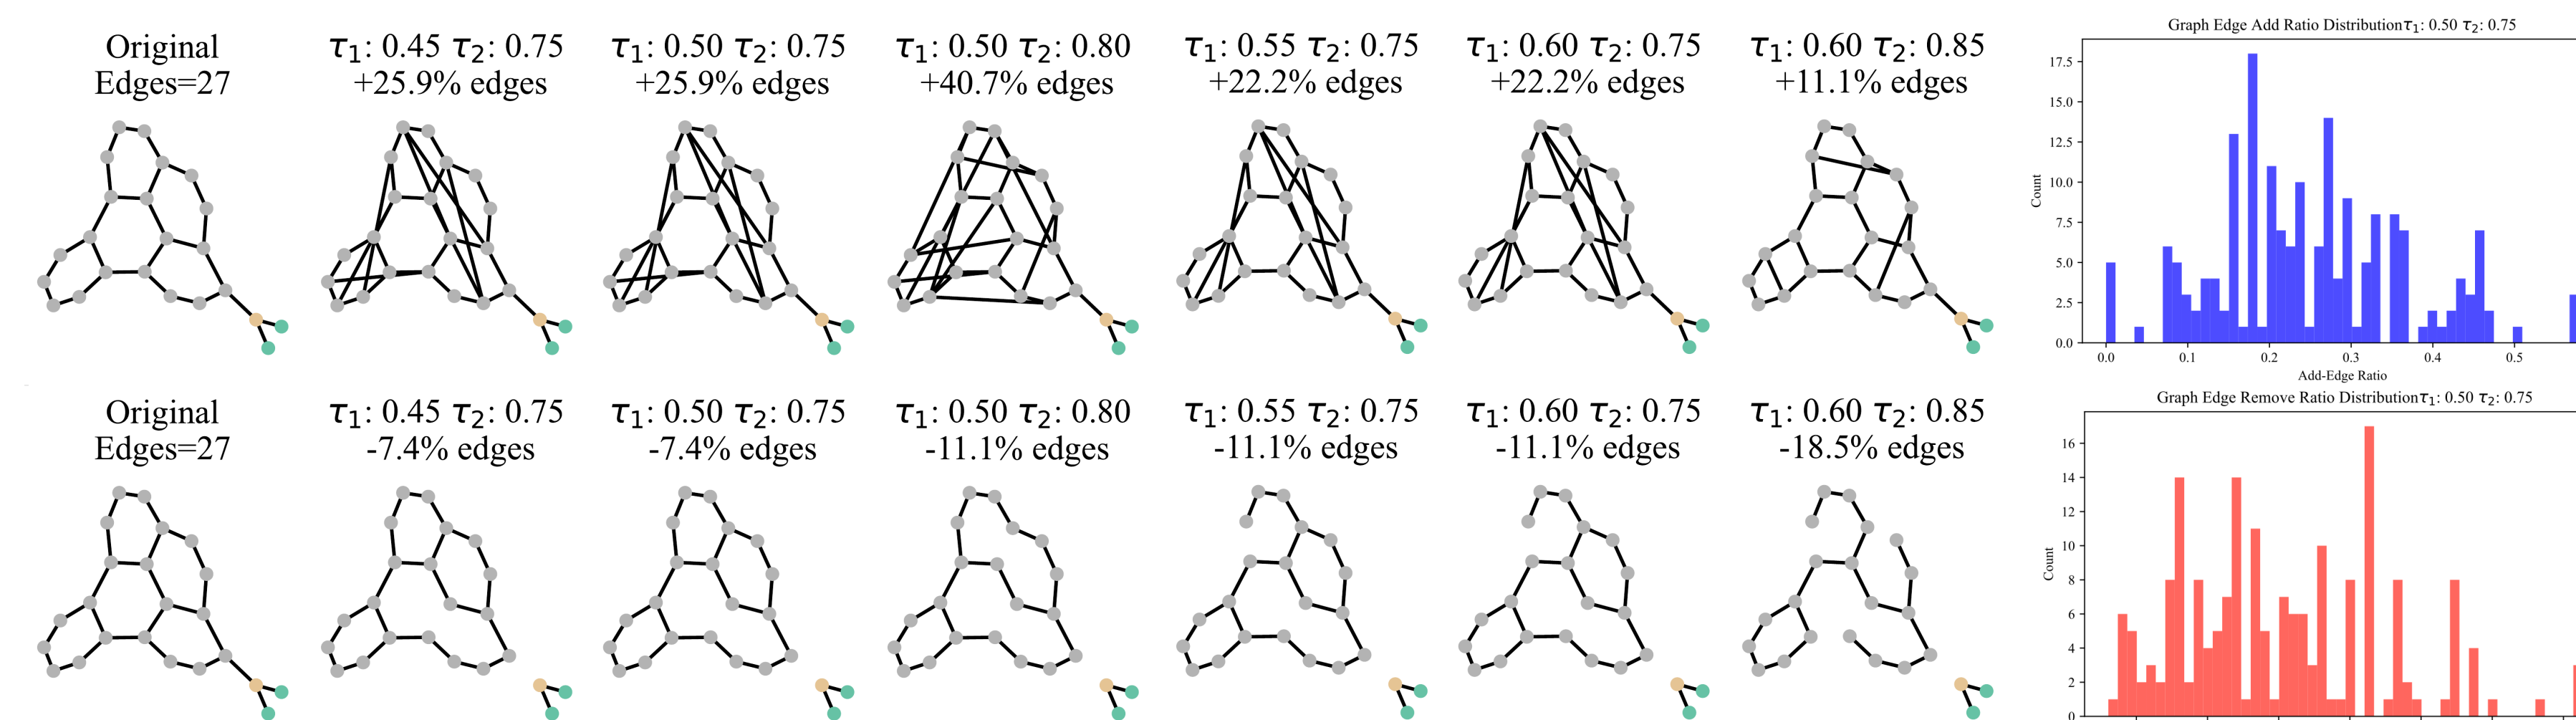 Original
Edges=27
τ₁: 0.45 τ₂: 0.75
+25.9% edges
τ₁: 0.50 τ₂: 0.75
+25.9% edges
τ₁: 0.50 τ₂: 0.80
+40.7% edges
τ₁: 0.55 τ₂: 0.75
+22.2% edges
τ₁: 0.60 τ₂: 0.75
+22.2% edges
τ₁: 0.60 τ₂: 0.85
+11.1% edges
Graph Edge Add Ratio Distributionτ₁: 0.50 τ₂: 0.75
17.5
15.0
12.5
10.0
7.5
5.0
2.5
0.0
Count
0.0 0.1 0.2 0.3 0.4 0.5
Add-Edge Ratio
Original
Edges=27
τ₁: 0.45 τ₂: 0.75
-7.4% edges
τ₁: 0.50 τ₂: 0.75
-7.4% edges
τ₁: 0.50 τ₂: 0.80
-11.1% edges
τ₁: 0.55 τ₂: 0.75
-11.1% edges
τ₁: 0.60 τ₂: 0.75
-11.1% edges
τ₁: 0.60 τ₂: 0.85
-18.5% edges
Graph Edge Remove Ratio Distributionτ₁: 0.50 τ₂: 0.75
16
14
12
10
8
6
4
2
0
Count